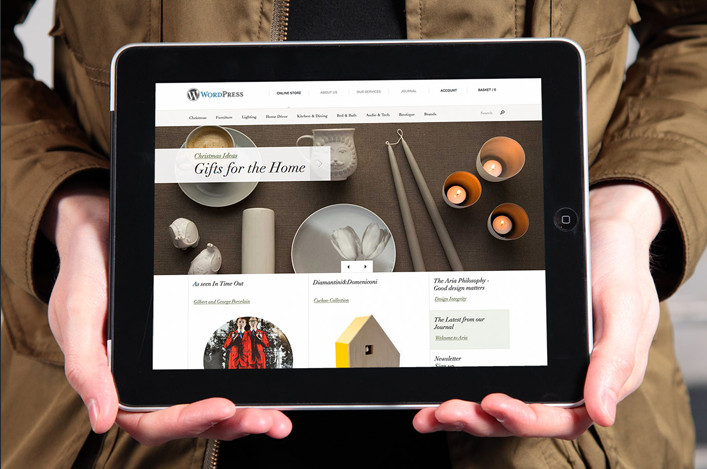 WORDPRESS
ONLINE STORE
ABOUT US
OUR SERVICES
JOURNAL
ACCOUNT
BASKET | 0
Christmas
Furniture
Lighting
Home Décor
Kitchen & Dining
Bed & Bath
Audio & Tech
Boutique
Brands
Search
Christmas Ideas
Gifts for the Home
As seen in Time Out
Gilbert and George Porcelain
Diamantini&Domeniconi
Cuckoo Collection
The Aria Philosophy -
Good design matters
Design Integrity
The Latest from our
Journal
Welcome to Aria
Newsletter
Sign up